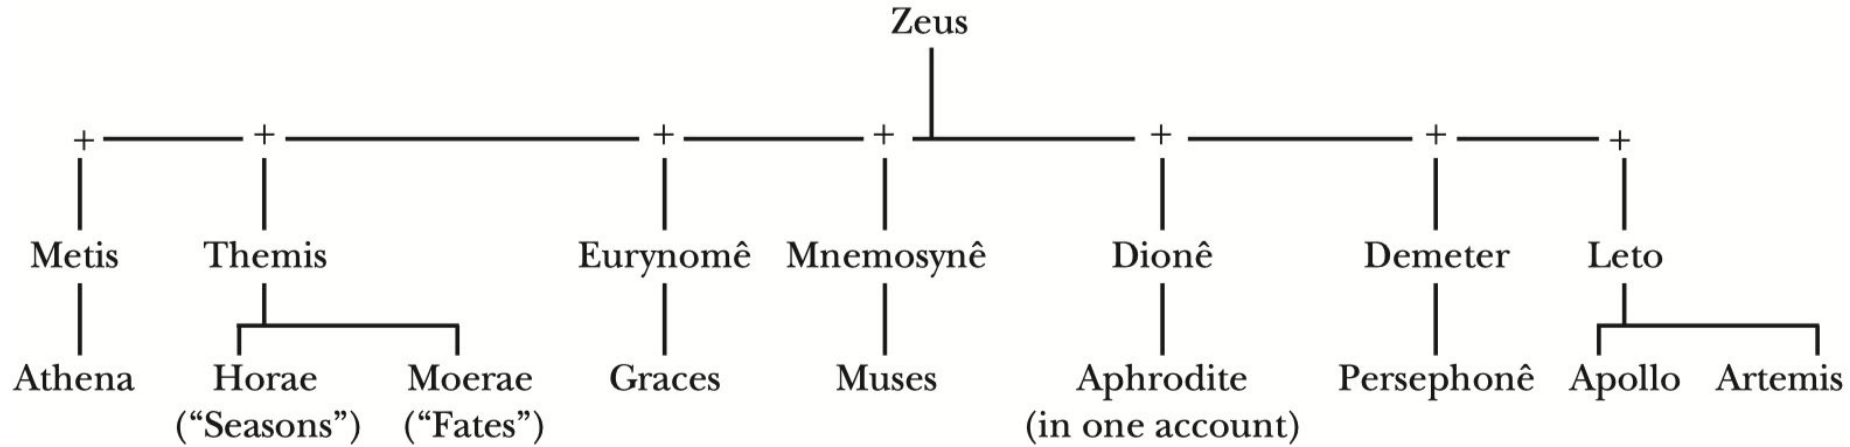 Zeus
+ + + + + + +
Metis Themis Eurynomê Mnemosynê Dionê Demeter Leto
Athena Horae Moerae Graces Muses Aphrodite Persephonê Apollo Artemis
(“Seasons”) (“Fates”) (in one account)